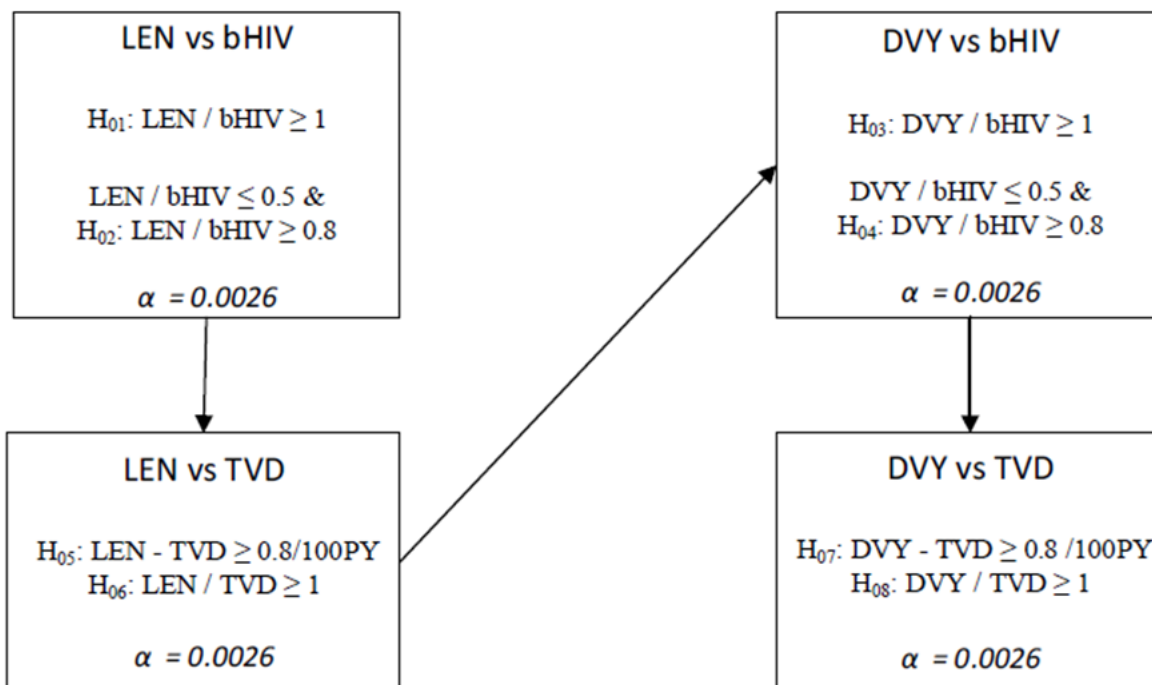 LEN vs bHIV
H₀₁: LEN / bHIV ≥ 1
LEN / bHIV ≤ 0.5 &
H₀₂: LEN / bHIV ≥ 0.8
α = 0.0026
LEN vs TVD
H₀₅: LEN - TVD ≥ 0.8/100PY
H₀₆: LEN / TVD ≥ 1
α = 0.0026
DVY vs bHIV
H₀₃: DVY / bHIV ≥ 1
DVY / bHIV ≤ 0.5 &
H₀₄: DVY / bHIV ≥ 0.8
α = 0.0026
DVY vs TVD
H₀₇: DVY - TVD ≥ 0.8 /100PY
H₀₈: DVY / TVD ≥ 1
α = 0.0026